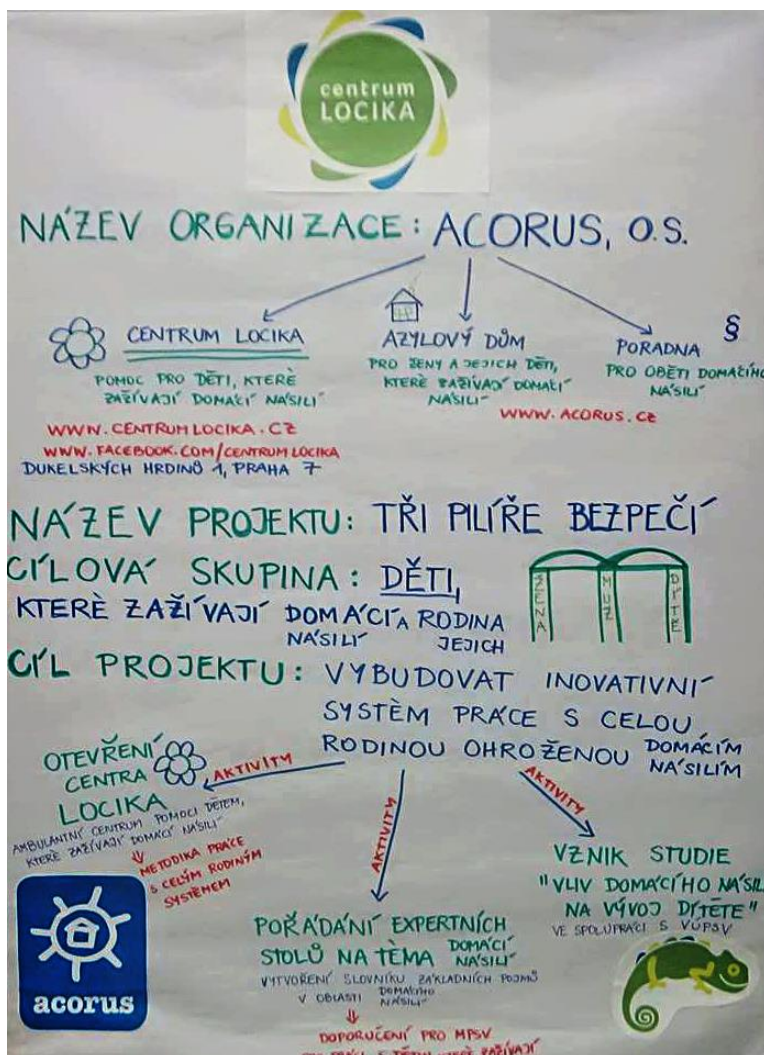 centrum
LOCIKA
NÁZEV ORGANIZACE: ACORUS, O.S.
CENTRUM LOCIKA
POMOC PRO DĚTI, KTERÉ
ZAŽÍVAJÍ DOMÁCÍ NÁSILÍ
WWW.CENTRUMLOCIKA.CZ
WWW.FACEBOOK.COM/CENTRUMLOCIKA
DUKELSKÝCH HRDINŮ 1, PRAHA 7
AZYLOVÝ DŮM
PRO ŽENY A JEJICH DĚTI,
KTERÉ ZAŽÍVAJÍ DOMÁCÍ
NÁSILÍ
WWW.ACORUS.CZ
§
PORADNA
PRO OBĚTI DOMÁCÍHO
NÁSILÍ
NÁZEV PROJEKTU: TŘI PILÍŘE BEZPEČÍ
CÍLOVÁ SKUPINA: DĚTI,
KTERÉ ZAŽÍVAJÍ DOMÁCÍ NÁSILÍ A JEJICH RODINA
ŽENA
MUŽ
DÍTĚ
CÍL PROJEKTU: VYBUDOVAT INOVATIVNÍ
SYSTÉM PRÁCE S CELOU
RODINOU OHROŽENOU DOMÁCÍM NÁSILÍM
AKTIVITY
OTEVŘENÍ
CENTRA
LOCIKA
AMBULANTNÍ CENTRUM POMOCI DĚTEM,
KTERÉ ZAŽÍVAJÍ DOMÁCÍ NÁSILÍ
METODIKA PRÁCE
S CELÝM RODINÝM
SYSTÉMEM
acorus
AKTIVITY
POŘÁDÁNÍ EXPERTNÍCH
STOLŮ NA TÉMA DOMÁCÍ NÁSILÍ
VYTVOŘENÍ SLOVNÍKU ZÁKLADNÍCH POJMŮ
V OBLASTI DOMÁCÍHO NÁSILÍ
DOPORUČENÍ PRO MPSV
DĚTMI KTERÉ ZAŽÍVAJÍ
AKTIVITY
VZNIK STUDIE
"VLIV DOMÁCÍHO NÁSIL
NA VÝVOJ DÍTĚTE"
VE SPOLUPRÁCI S VÚPSV